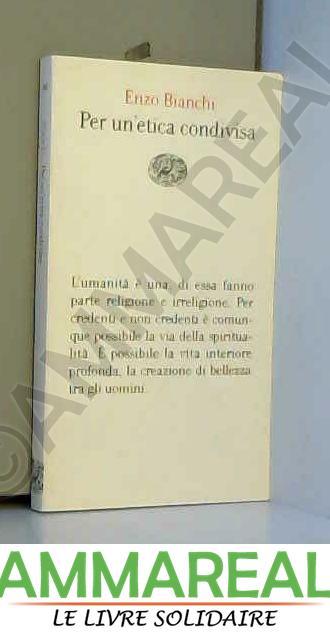 Enzo Bianchi
Per un'etica condivisa
L'umanità è una, di essa fanno
parte religione e irreligione. Per
credenti e non credenti è comun-
que possibile la via della spiritua-
lità. È possibile la vita interiore
profonda, la creazione di bellezza
tra gli uomini.
©AMMAREAL
AMMAREAL
AMMAREAL
LE LIVRE SOLIDAIRE